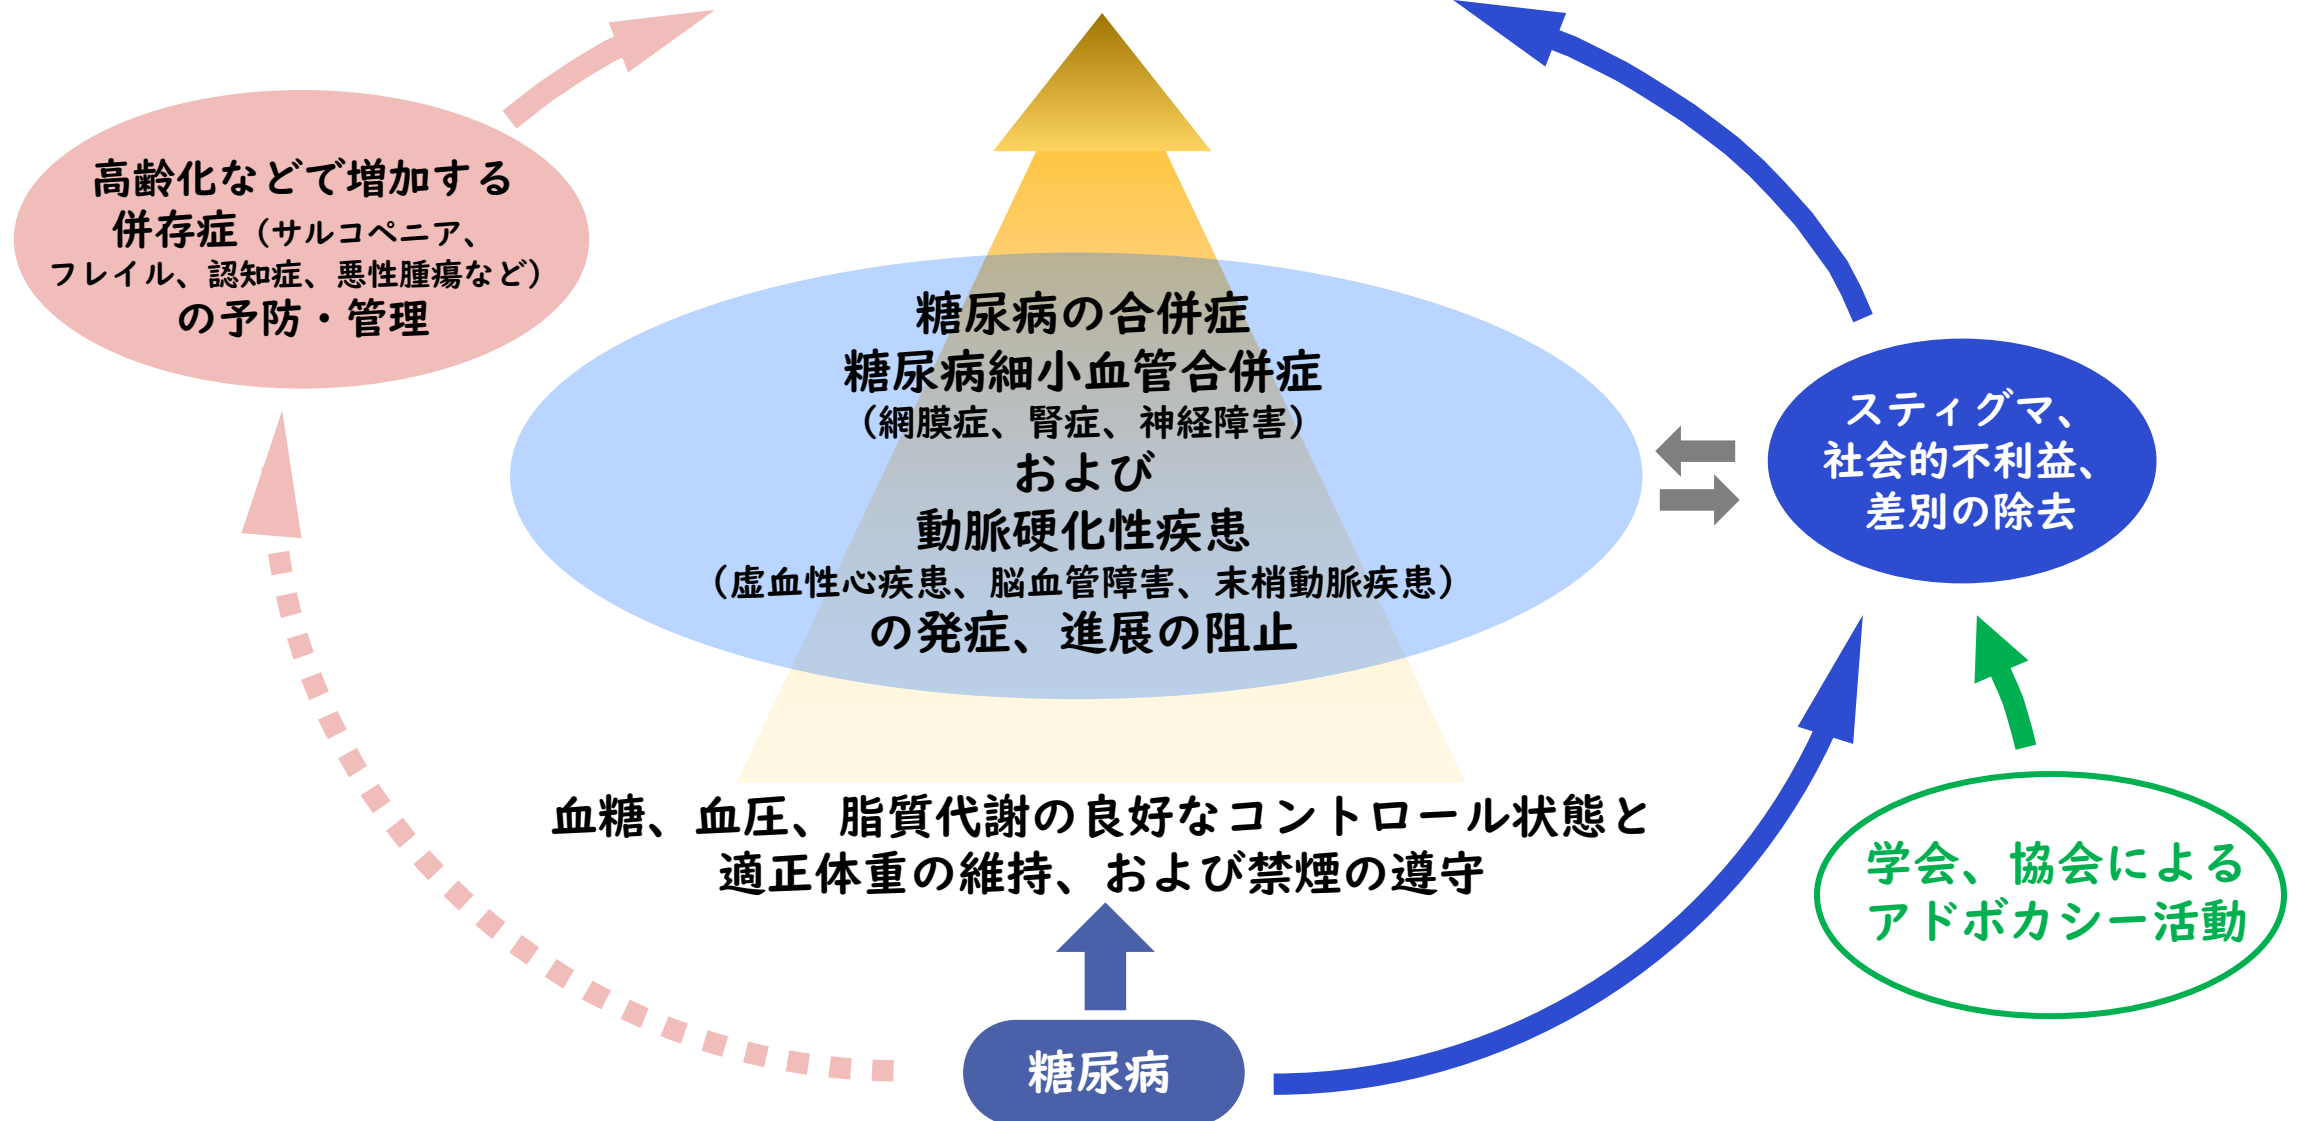 高齢化などで増加する
併存症（サルコペニア、
フレイル、認知症、悪性腫瘍など）
の予防・管理
糖尿病の合併症
糖尿病細小血管合併症
（網膜症、腎症、神経障害）
および
動脈硬化性疾患
（虚血性心疾患、脳血管障害、末梢動脈疾患）
の発症、進展の阻止
スティグマ、
社会的不利益、
差別の除去
血糖、血圧、脂質代謝の良好なコントロール状態と
適正体重の維持、および禁煙の遵守
学会、協会による
アドボカシー活動
糖尿病